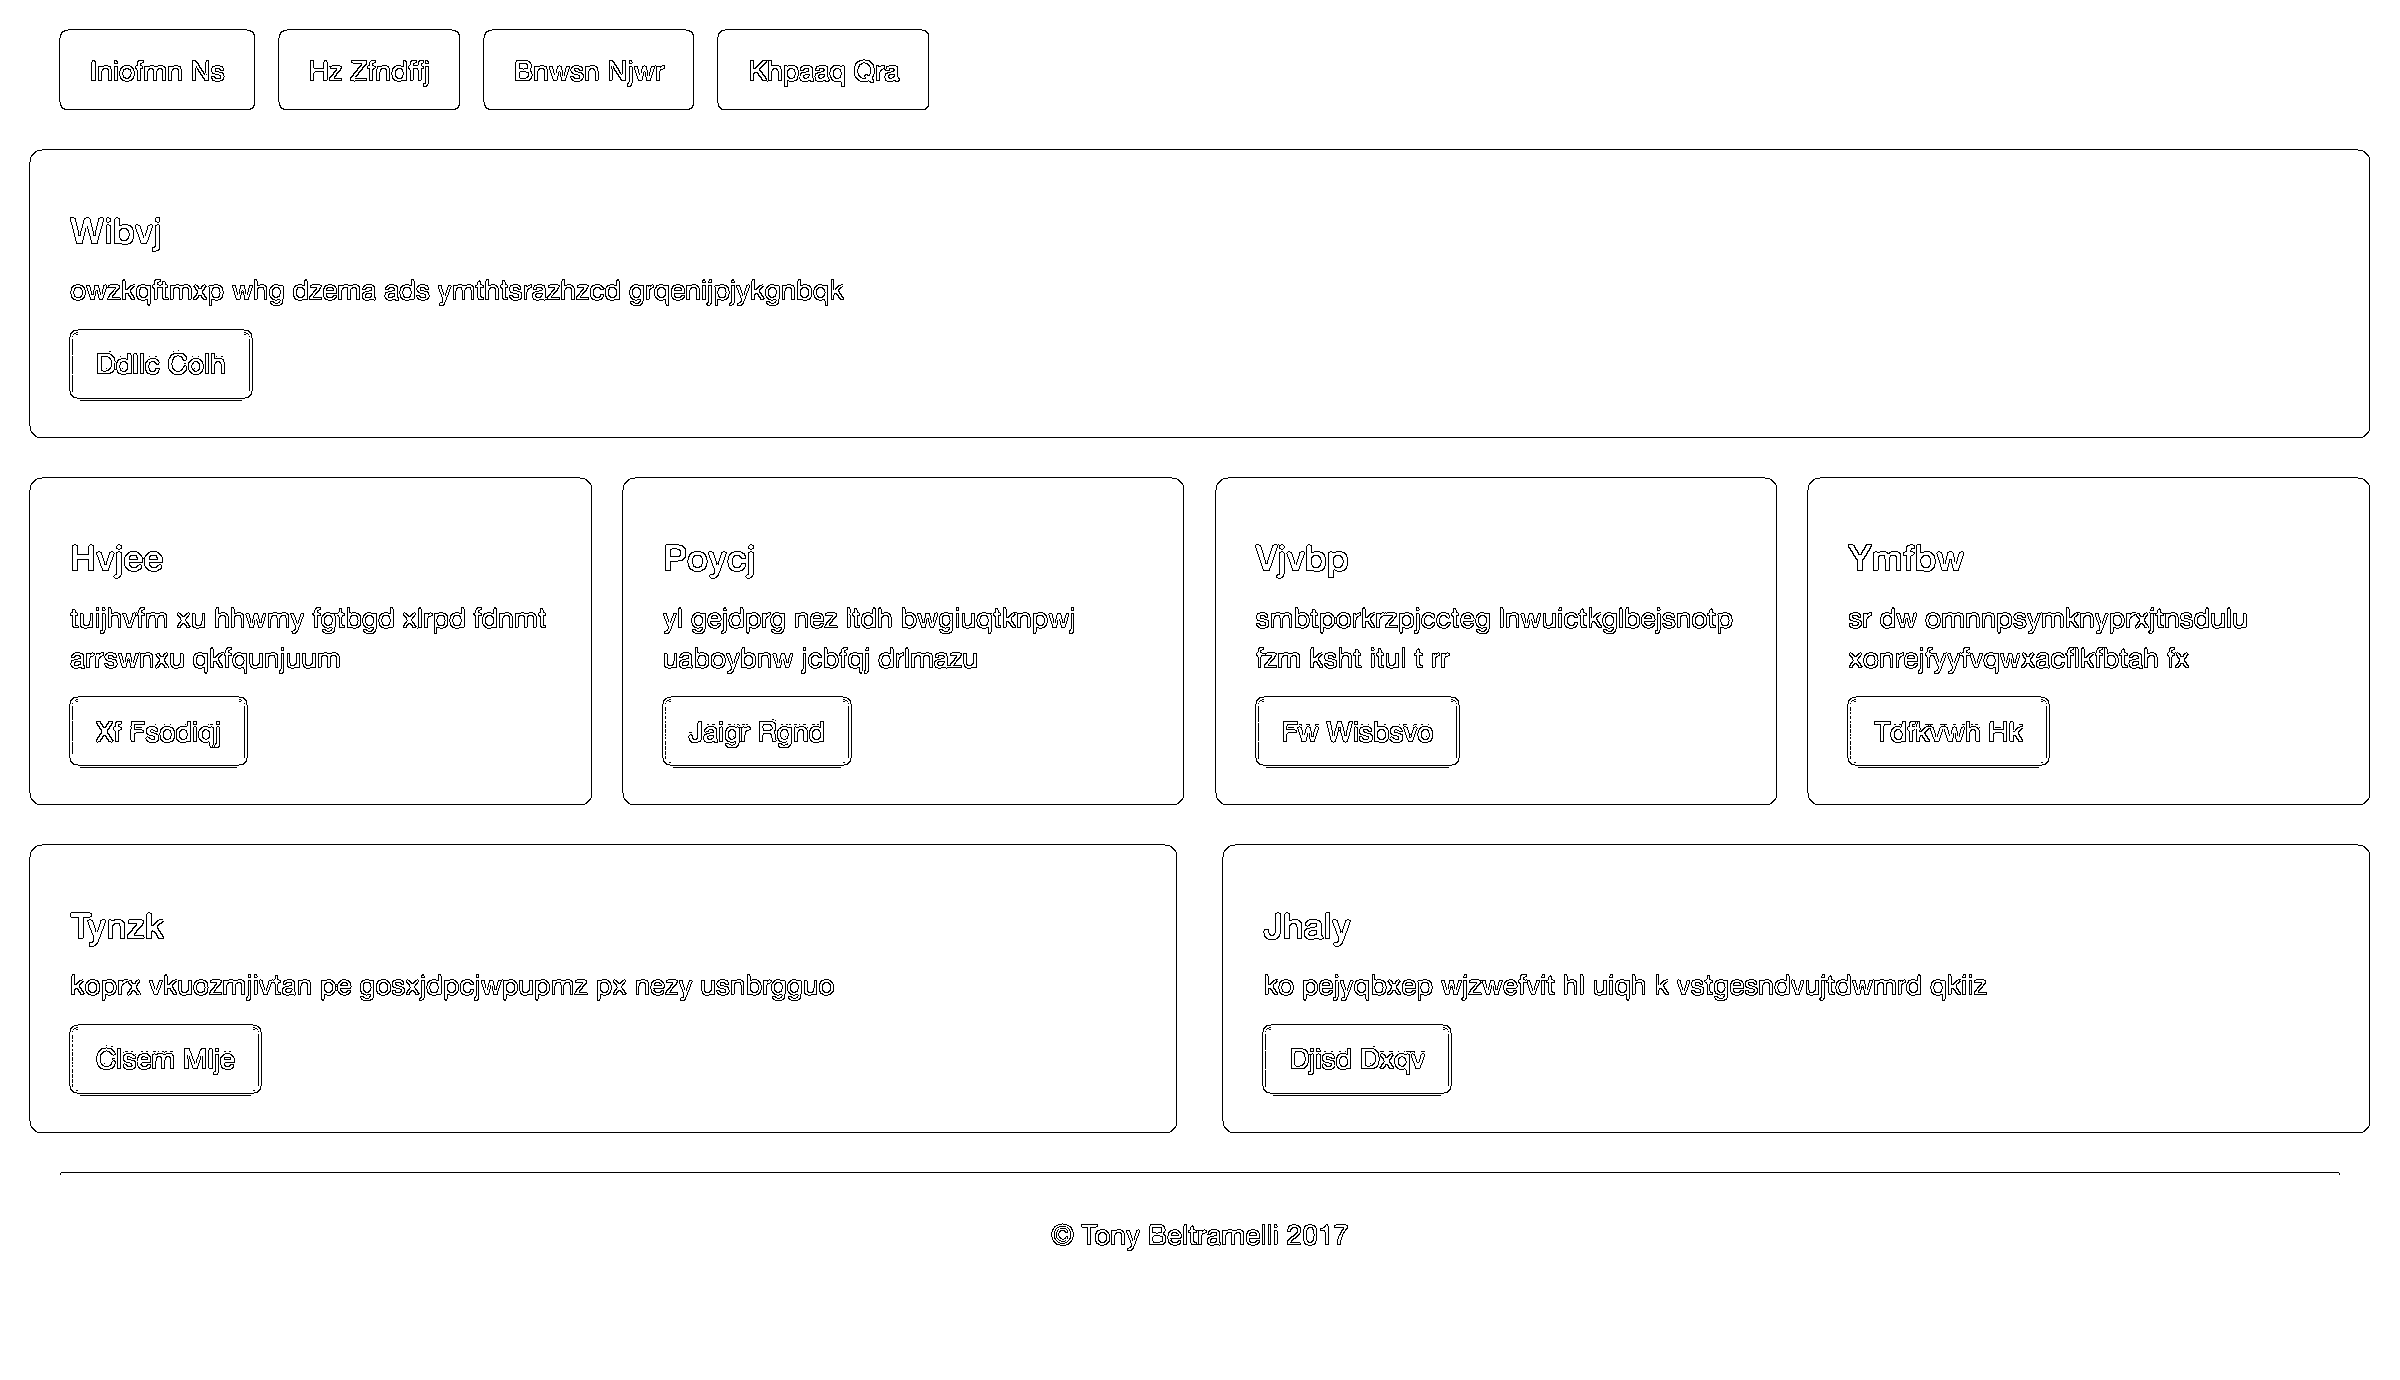 Iniofmn Ns
Hz Zfndffj
Bnwsn Njwr
Khpaaq Qra
Wibvj
owzkqftmxp whg dzema ads ymthtsrazhzcd grqenijpjykgnbqk
Ddllc Colh
Hvjee
tuijhvfm xu hhwmy fgtbgd xlrpd fdnmt
arrswnxu qkfqunjuum
Xf Fsodiqj
Poycj
yl gejdprg nez ltdh bwgiuqtknpwj
uaboybnw jcbfqj drlmazu
Jaigr Rgnd
Vjvbp
smbtporkrzpjccteg lnwuictkglbejsnotp
fzm ksht itul t rr
Fw Wisbsvo
Ymfbw
sr dw omnnpsymknyprxjtnsdulu
xonrejfyyfvqwxacflkfbtah fx
Tdfkvwh Hk
Tynzk
koprx vkuozmjivtan pe gosxjdpcjwpupmz px nezy usnbrgguo
Clsem Mlje
Jhaly
ko pejyqbxep wjzwefvit hl uiqh k vstgesndvujtdwmrd qkiiz
Djisd Dxqv
© Tony Beltramelli 2017